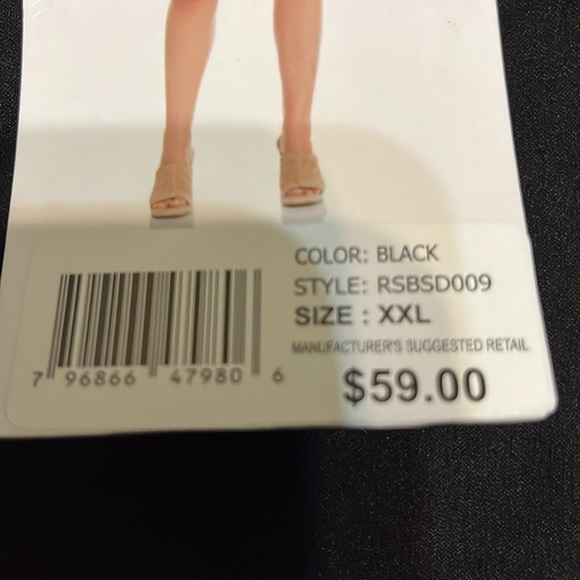 COLOR: BLACK
STYLE: RSBSD009
SIZE : XXL
MANUFACTURER'S SUGGESTED RETAIL
$59.00
7 96866 47980 6